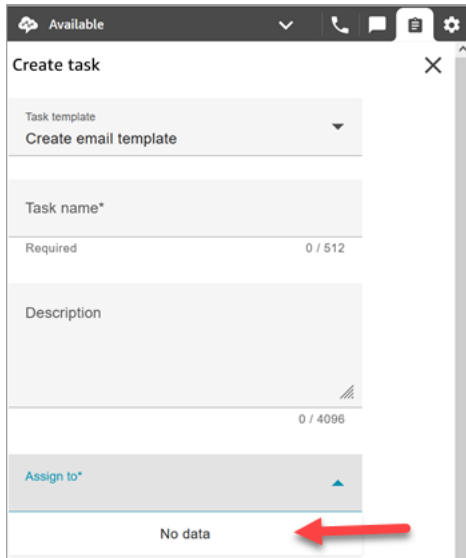 Available
Create task
Task template
Create email template
Task name*
Required 0 / 512
Description
0 / 4096
Assign to*
No data